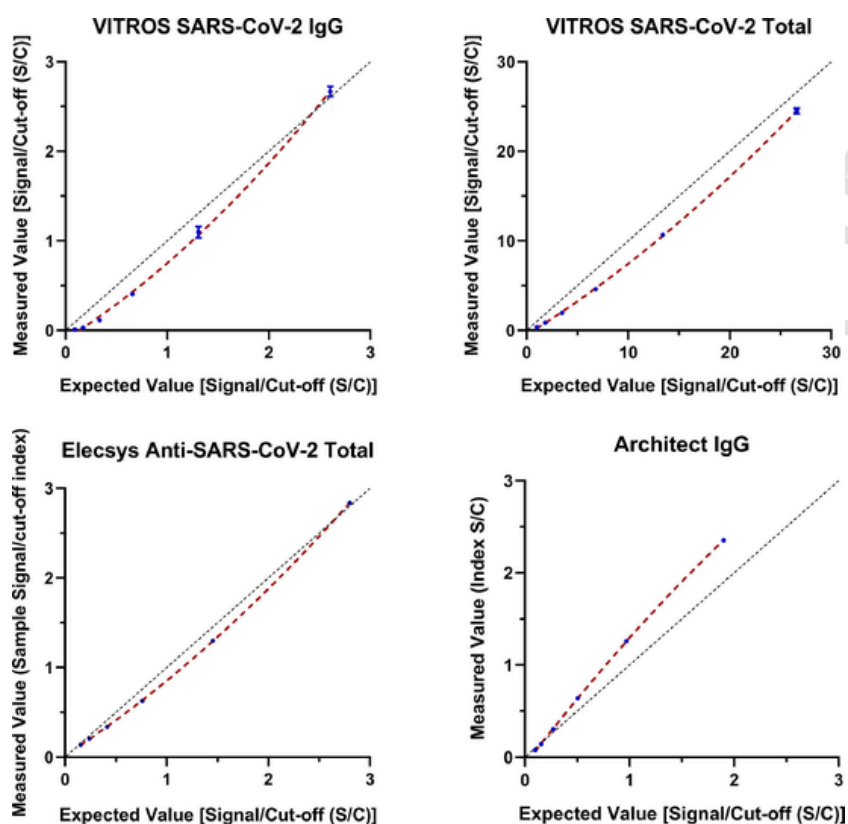 VITROS SARS-CoV-2 IgG
Measured Value [Signal/Cut-off (S/C)]
3
2
1
0
0 1 2 3
Expected Value [Signal/Cut-off (S/C)]
VITROS SARS-CoV-2 Total
Measured Value [Signal/Cut-off (S/C)]
30
20
10
0
0 10 20 30
Expected Value [Signal/Cut-off (S/C)]
Elecsys Anti-SARS-CoV-2 Total
Measured Value (Sample Signal/cut-off index)
3
2
1
0
0 1 2 3
Expected Value [Signal/Cut-off (S/C)]
Architect IgG
Measured Value (Index S/C)
3
2
1
0
0 1 2 3
Expected Value [Signal/Cut-off (S/C)]